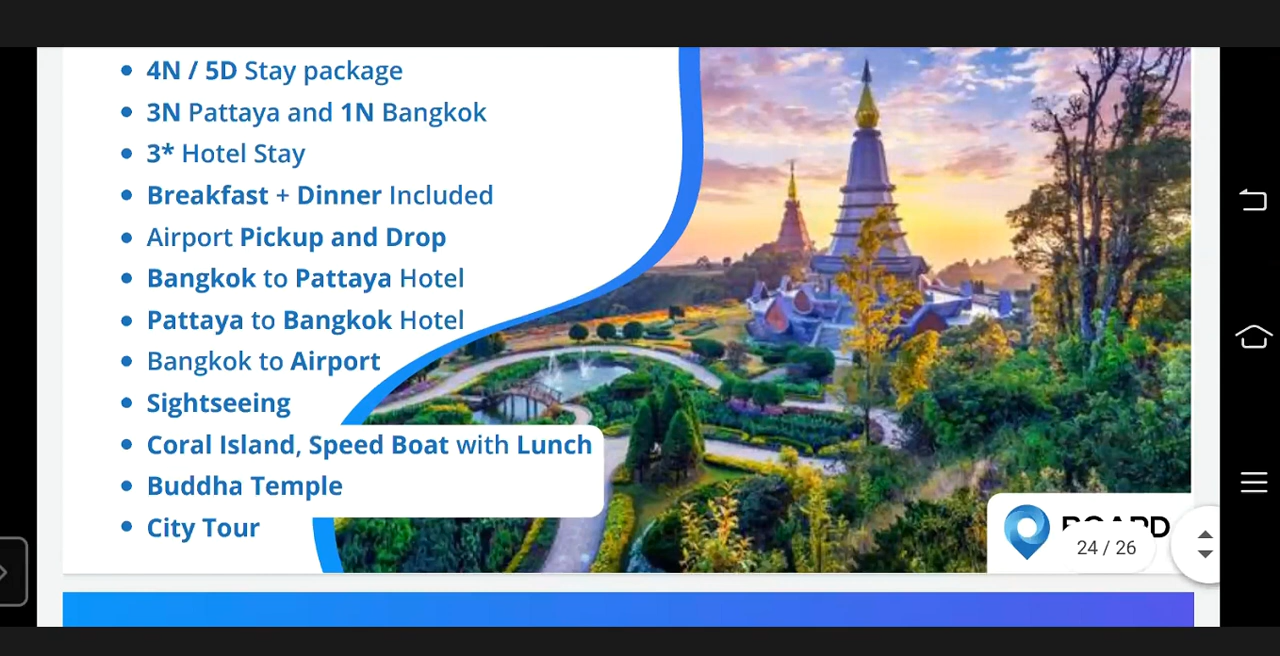 4N / 5D Stay package
3N Pattaya and 1N Bangkok
3* Hotel Stay
Breakfast + Dinner Included
Airport Pickup and Drop
Bangkok to Pattaya Hotel
Pattaya to Bangkok Hotel
Bangkok to Airport
Sightseeing
Coral Island, Speed Boat with Lunch
Buddha Temple
City Tour
BOARD
24 / 26